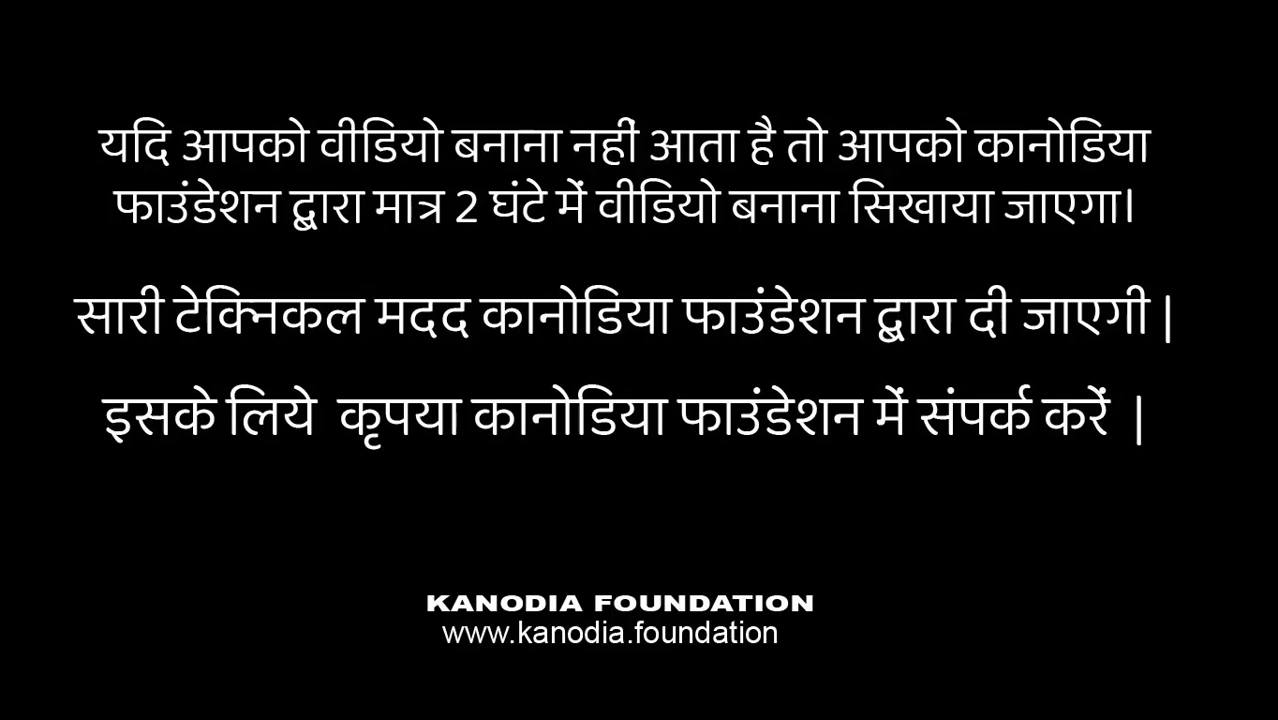 यदि आपको वीडियो बनाना नहीं आता है तो आपको कानोडिया
फाउंडेशन द्वारा मात्र 2 घंटे में वीडियो बनाना सिखाया जाएगा।
सारी टेक्निकल मदद कानोडिया फाउंडेशन द्वारा दी जाएगी |
इसके लिये कृपया कानोडिया फाउंडेशन में संपर्क करें |
KANODIA FOUNDATION
www.kanodia.foundation